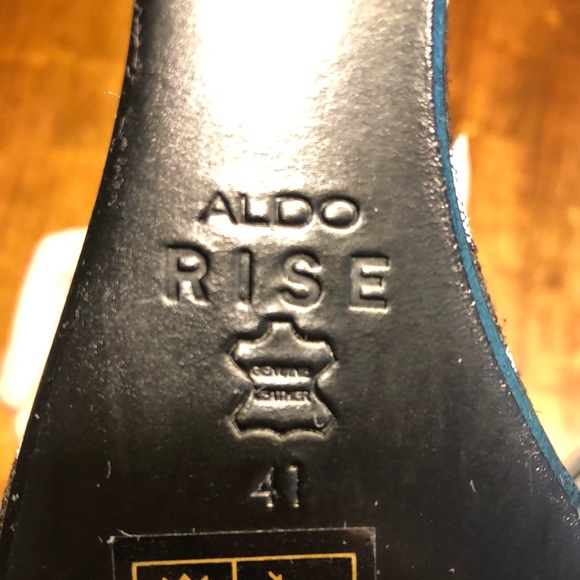 ALDO
RISE
GENUINE
LEATHER
41